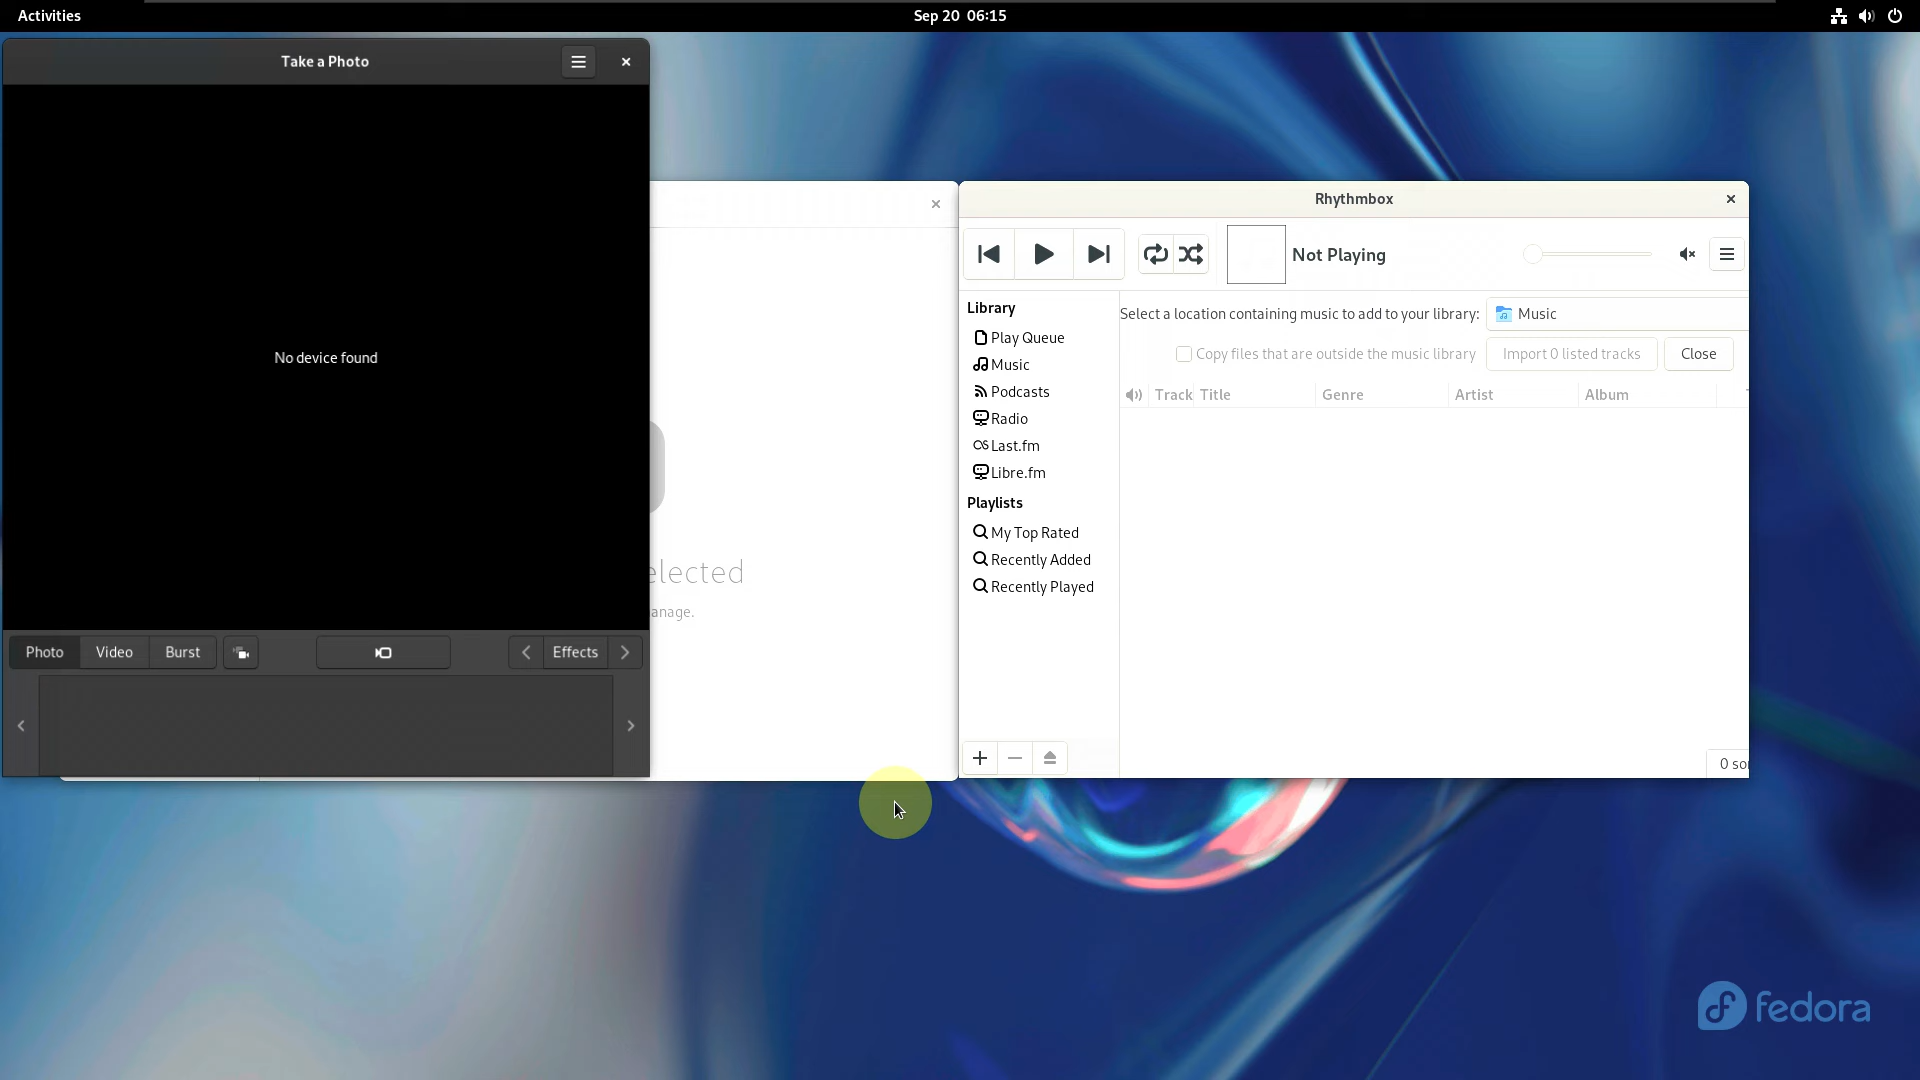 Activities
Sep 20 06:15
Take a Photo
No device found
Photo
Video
Burst
Effects
elected
anage.
Rhythmbox
Not Playing
Library
Play Queue
Music
Podcasts
Radio
Last.fm
Libre.fm
Playlists
My Top Rated
Recently Added
Recently Played
Select a location containing music to add to your library:
Music
Copy files that are outside the music library
Import 0 listed tracks
Close
Track
Title
Genre
Artist
Album
0 so
fedora